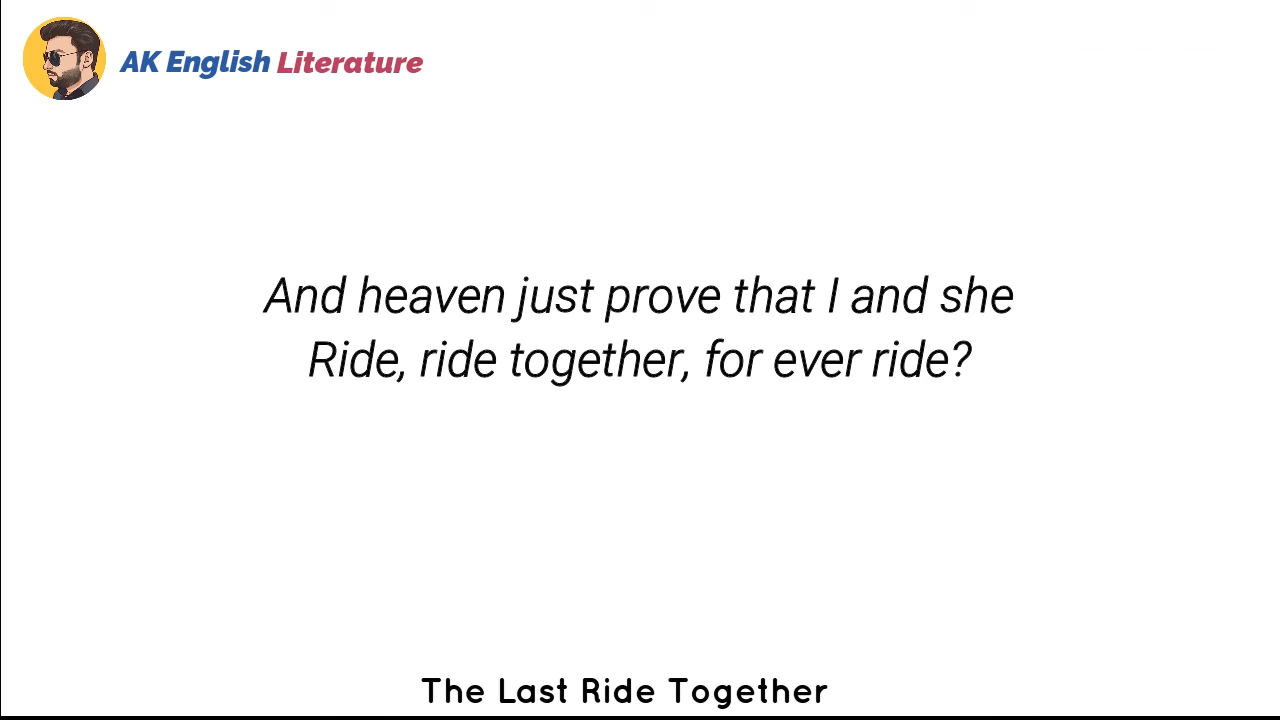 AK English Literature
And heaven just prove that I and she
Ride, ride together, for ever ride?
The Last Ride Together